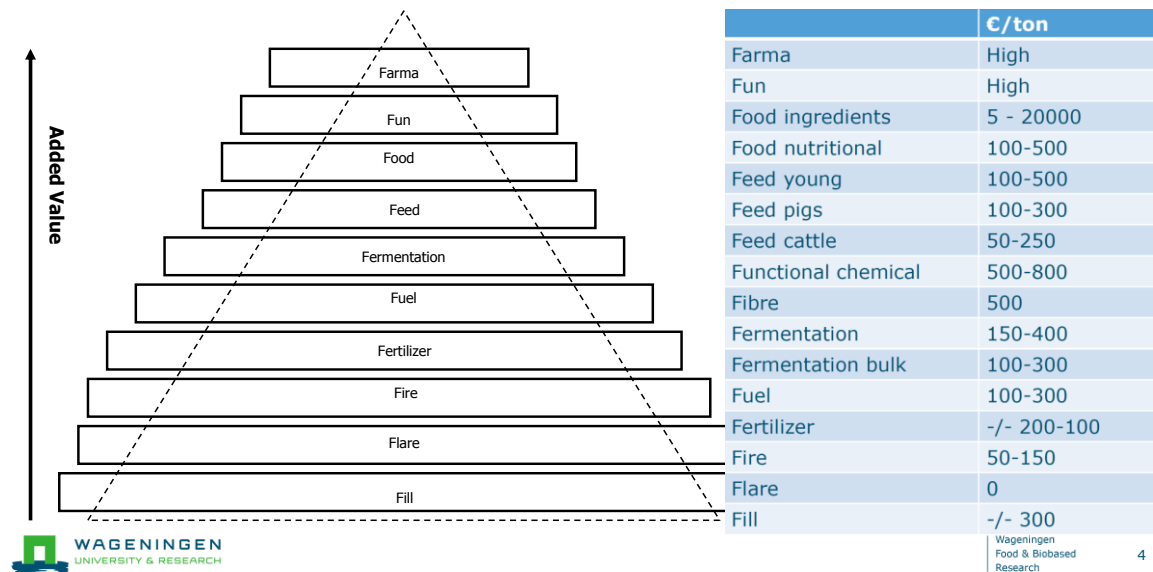 Added Value
Farma
Fun
Food
Feed
Fermentation
Fuel
Fertilizer
Fire
Flare
Fill
€/ton
Farma High
Fun High
Food ingredients 5 - 20000
Food nutritional 100-500
Feed young 100-500
Feed pigs 100-300
Feed cattle 50-250
Functional chemical 500-800
Fibre 500
Fermentation 150-400
Fermentation bulk 100-300
Fuel 100-300
Fertilizer -/- 200-100
Fire 50-150
Flare 0
Fill -/- 300
WAGENINGEN
UNIVERSITY & RESEARCH
Wageningen
Food & Biobased
Research
4